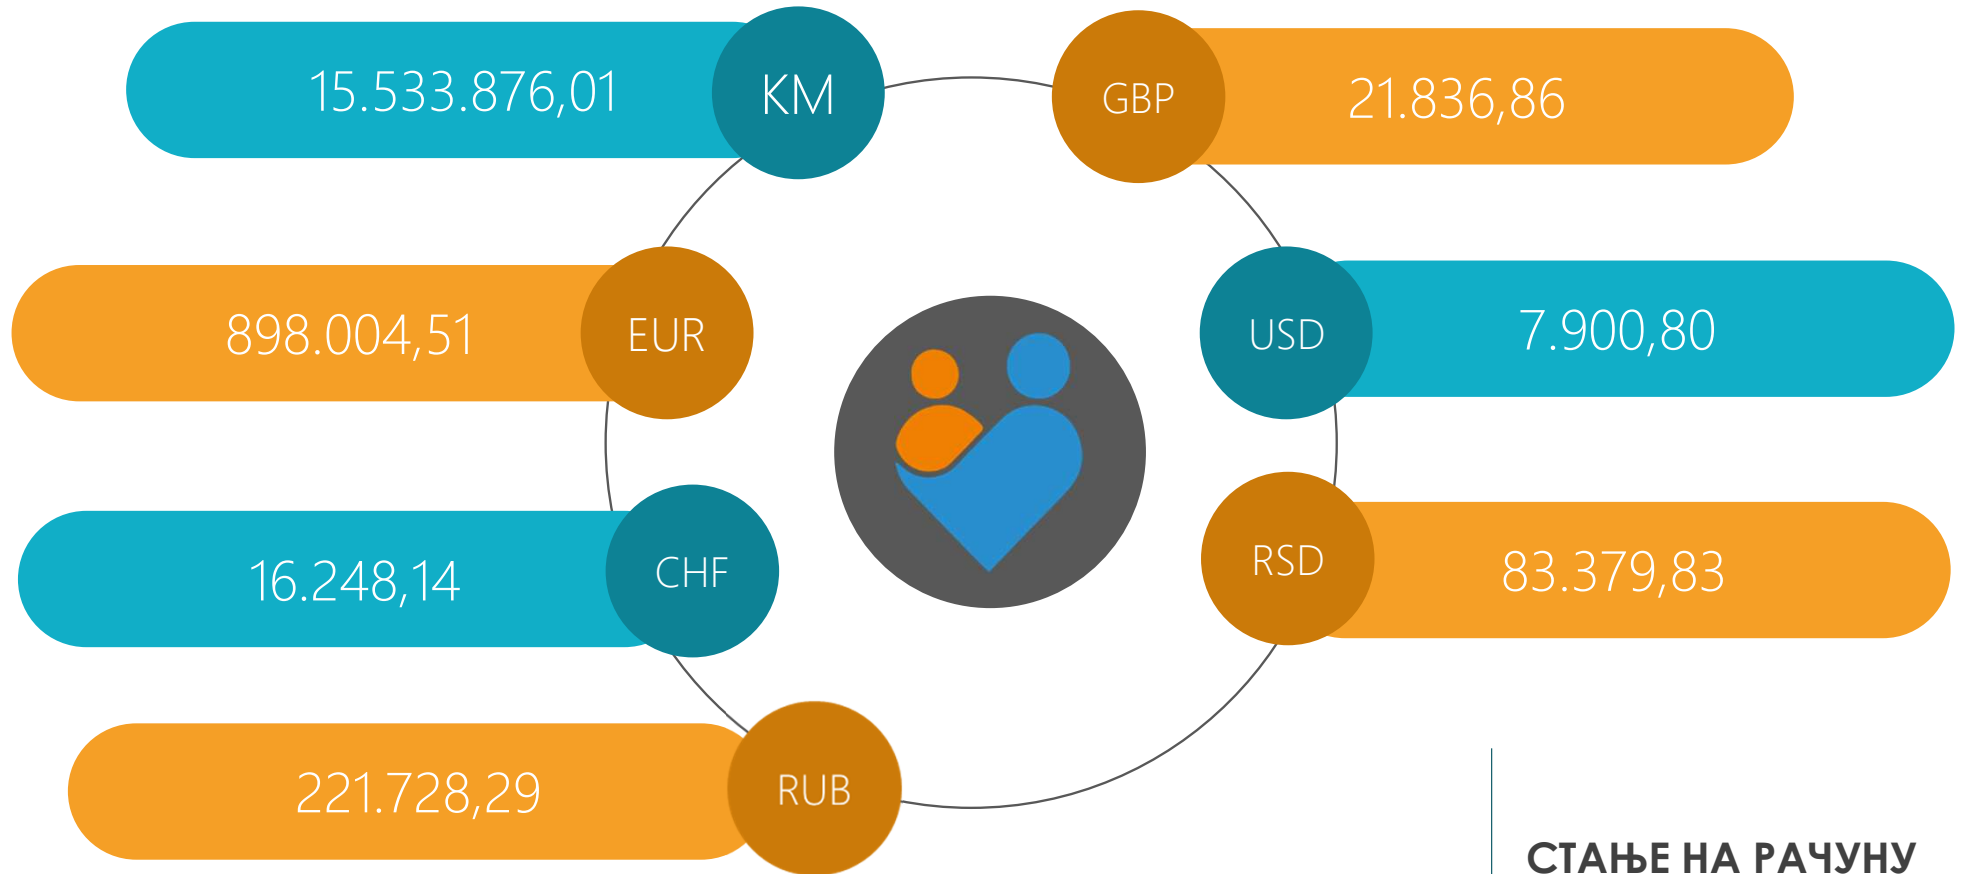 15.533.876,01
KM
GBP
21.836,86
898.004,51
EUR
USD
7.900,80
16.248,14
CHF
RSD
83.379,83
221.728,29
RUB
СТАЊЕ НА РАЧУНУ